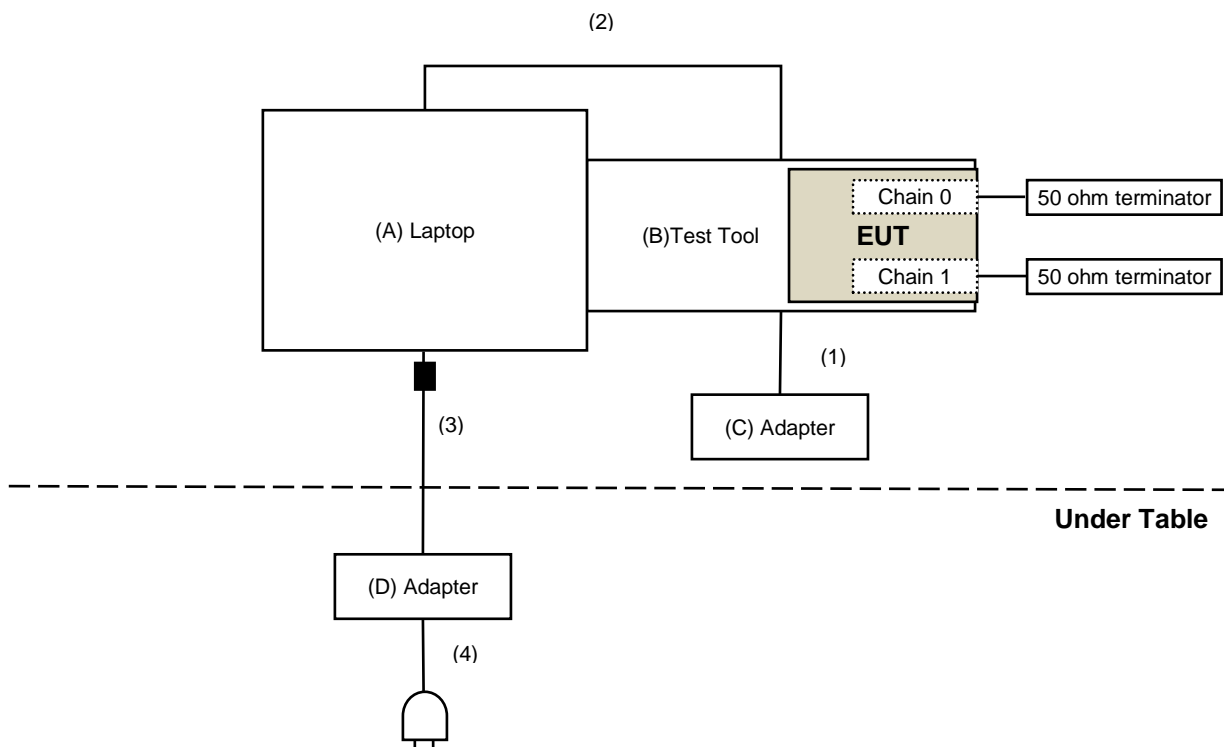 (2)
(A) Laptop
(B)Test Tool
Chain 0
EUT
Chain 1
50 ohm terminator
50 ohm terminator
(1)
(C) Adapter
(3)
Under Table
(D) Adapter
(4)